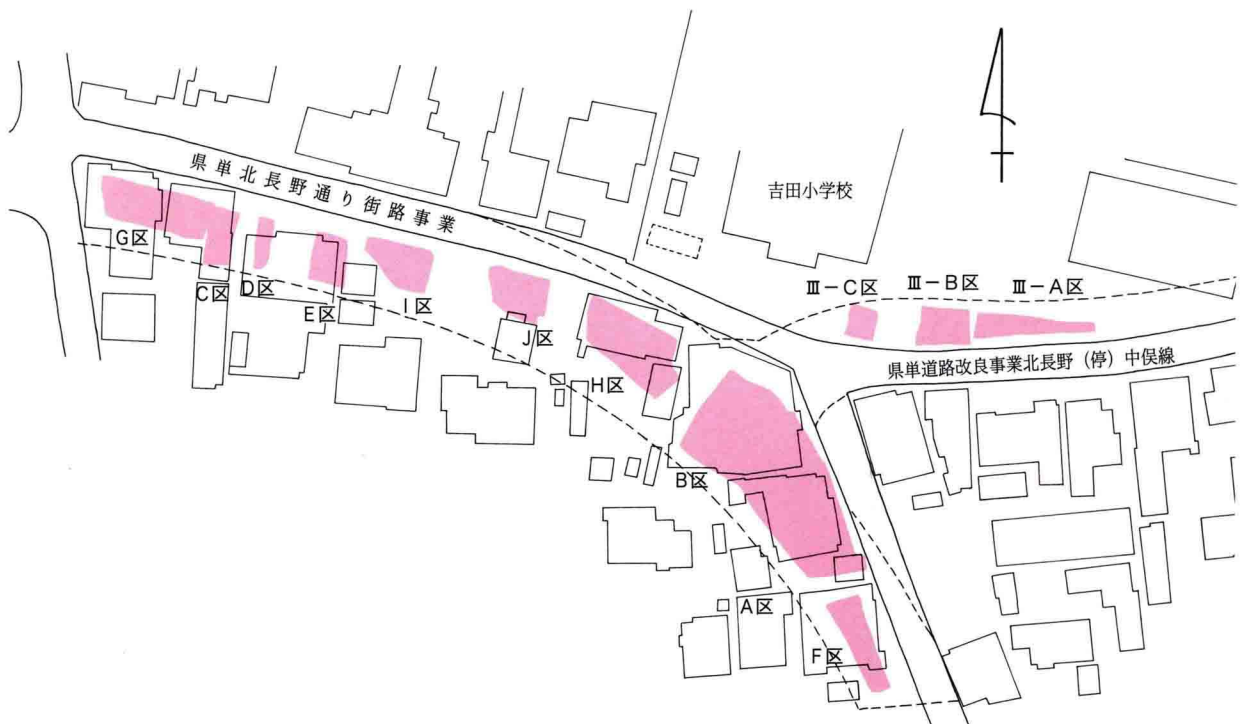 県単北長野通り街路事業
吉田小学校
G区
C区
D区
E区
I区
J区
H区
B区
A区
F区
Ⅲ－C区
Ⅲ－B区
Ⅲ－A区
県単道路改良事業北長野（停）中俣線